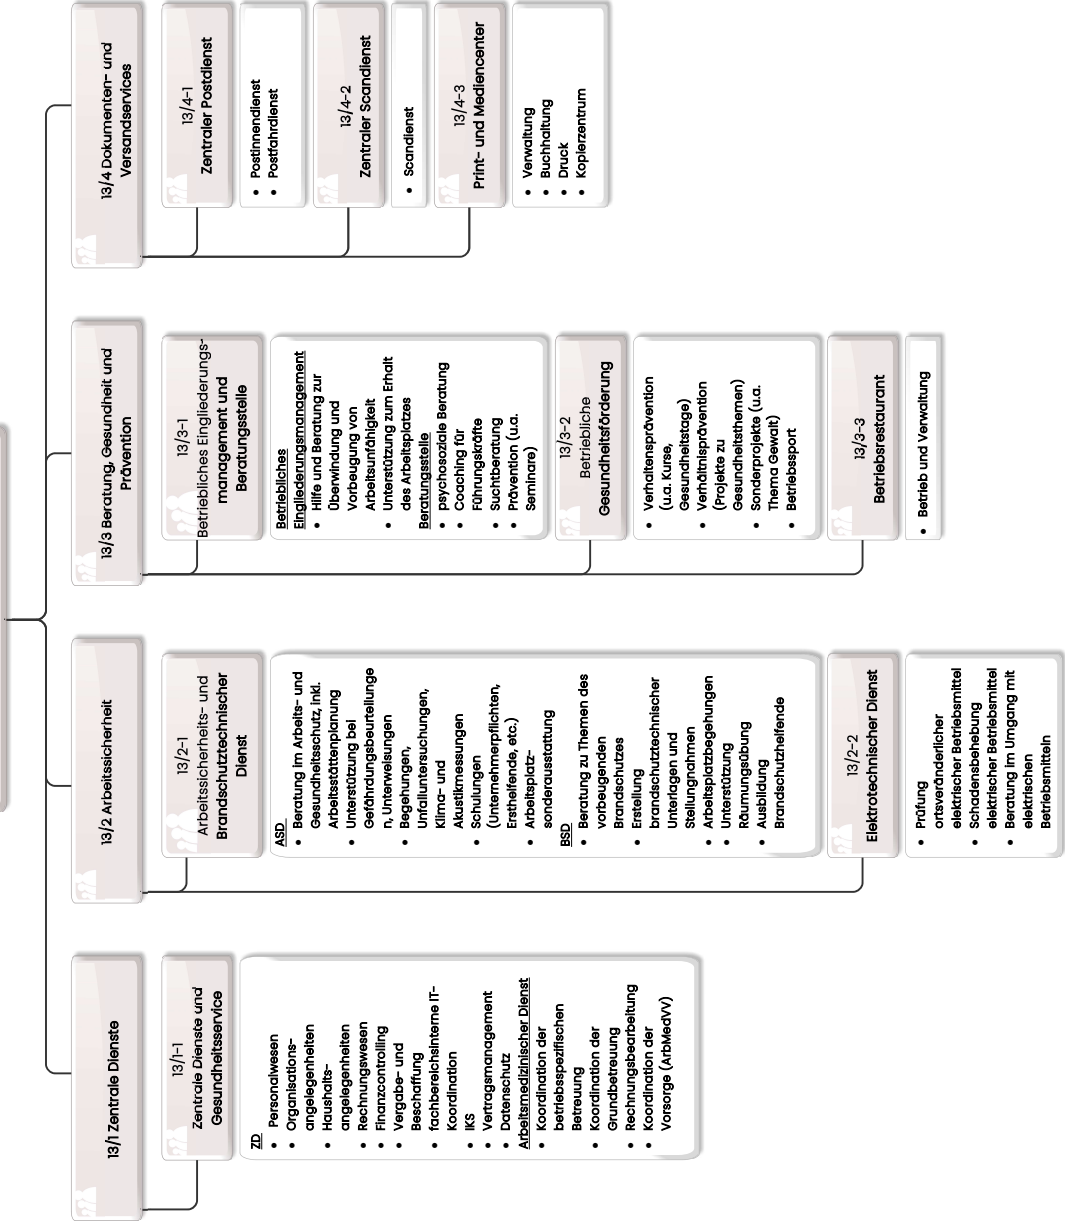 13/1 Zentrale Dienste
13/1-1
Zentrale Dienste und
Gesundheitsservice
ZD
• Personalwesen
• Organisations-
angelegenheiten
• Haushalts-
angelegenheiten
• Rechnungswesen
• Finanzcontrolling
• Vergabe- und
Beschaffung
• fachbereichsinterne IT-
Koordination
• IKS
• Vertragsmanagement
• Datenschutz
Arbeitsmedizinischer Dienst
• Koordination der
betriebsspezifischen
Betreuung
• Koordination der
Grundbetreuung
• Rechnungsbearbeitung
• Koordination der
Vorsorge (ArbMedVV)
13/2 Arbeitssicherheit
13/2-1
Arbeitssicherheits- und
Brandschutztechnischer
Dienst
ASD
• Beratung im Arbeits- und
Gesundheitsschutz, inkl.
Arbeitsstättenplanung
• Unterstützung bei
Gefährdungsbeurteilunge
n, Unterweisungen
• Begehungen,
Unfalluntersuchungen,
Klima- und
Akustikmessungen
• Schulungen
(Unternehmerpflichten,
Ersthelfende, etc.)
• Arbeitsplatz-
sonderausstattung
BSD
• Beratung zu Themen des
vorbeugenden
Brandschutzes
• Erstellung
brandschutztechnischer
Unterlagen und
Stellungnahmen
• Arbeitsplatzbegehungen
• Unterstützung
Räumungsübung
• Ausbildung
Brandschutzhelfende
13/2-2
Elektrotechnischer Dienst
• Prüfung
ortsveränderlicher
elektrischer Betriebsmittel
• Schadensbehebung
elektrischer Betriebsmittel
• Beratung im Umgang mit
elektrischen
Betriebsmitteln
13/3 Beratung, Gesundheit und
Prävention
13/3-1
Betriebliches Eingliederungs-
management und
Beratungsstelle
Betriebliches
Eingliederungsmanagement
• Hilfe und Beratung zur
Überwindung und
Vorbeugung von
Arbeitsunfähigkeit
• Unterstützung zum Erhalt
des Arbeitsplatzes
Beratungsstelle
• psychosoziale Beratung
• Coaching für
Führungskräfte
• Suchtberatung
• Prävention (u.a.
Seminare)
13/3-2
Betriebliche
Gesundheitsförderung
• Verhaltensprävention
(u.a. Kurse,
Gesundheitstage)
• Verhältnisprävention
(Projekte zu
Gesundheitsthemen)
• Sonderprojekte (u.a.
Thema Gewalt)
• Betriebssport
13/3-3
Betriebsrestaurant
• Betrieb und Verwaltung
13/4 Dokumenten- und
Versandservices
13/4-1
Zentraler Postdienst
• Postinnendienst
• Postfahrdienst
13/4-2
Zentraler Scandienst
• Scandienst
13/4-3
Print- und Mediencenter
• Verwaltung
• Buchhaltung
• Druck
• Kopierzentrum